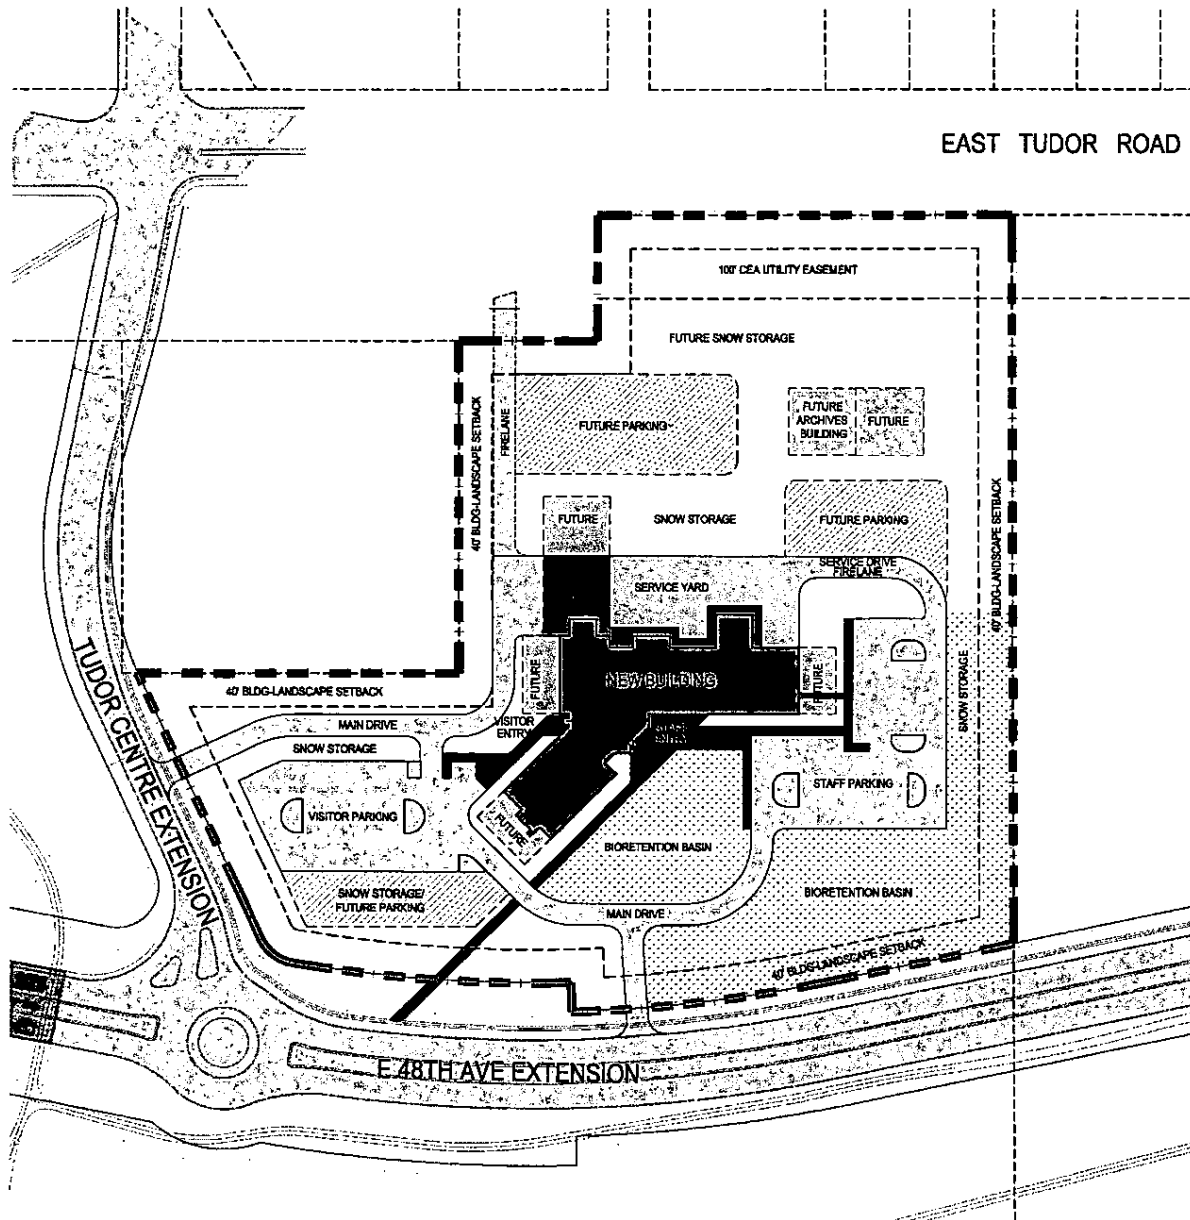 EAST TUDOR ROAD
100' CEA UTILITY EASEMENT
FUTURE SNOW STORAGE
FUTURE
ARCHIVES
BUILDING
FUTURE
FUTURE PARKING
FIRELANE
40' BLDG-LANDSCAPE SETBACK
FUTURE
SNOW STORAGE
FUTURE PARKING
40' BLDG-LANDSCAPE SETBACK
SERVICE DRIVE
FIRELANE
SERVICE YARD
NEW BUILDING
FUTURE
FUTURE
SNOW STORAGE
TUDOR CENTRE EXTENSION
40' BLDG-LANDSCAPE SETBACK
MAIN DRIVE
VISITOR
ENTRY
STAFF
ENTRY
SNOW STORAGE
VISITOR PARKING
STAFF PARKING
FUTURE
BIORETENTION BASIN
SNOW STORAGE/
FUTURE PARKING
BIORETENTION BASIN
MAIN DRIVE
40' BLDG-LANDSCAPE SETBACK
E 48TH AVE EXTENSION